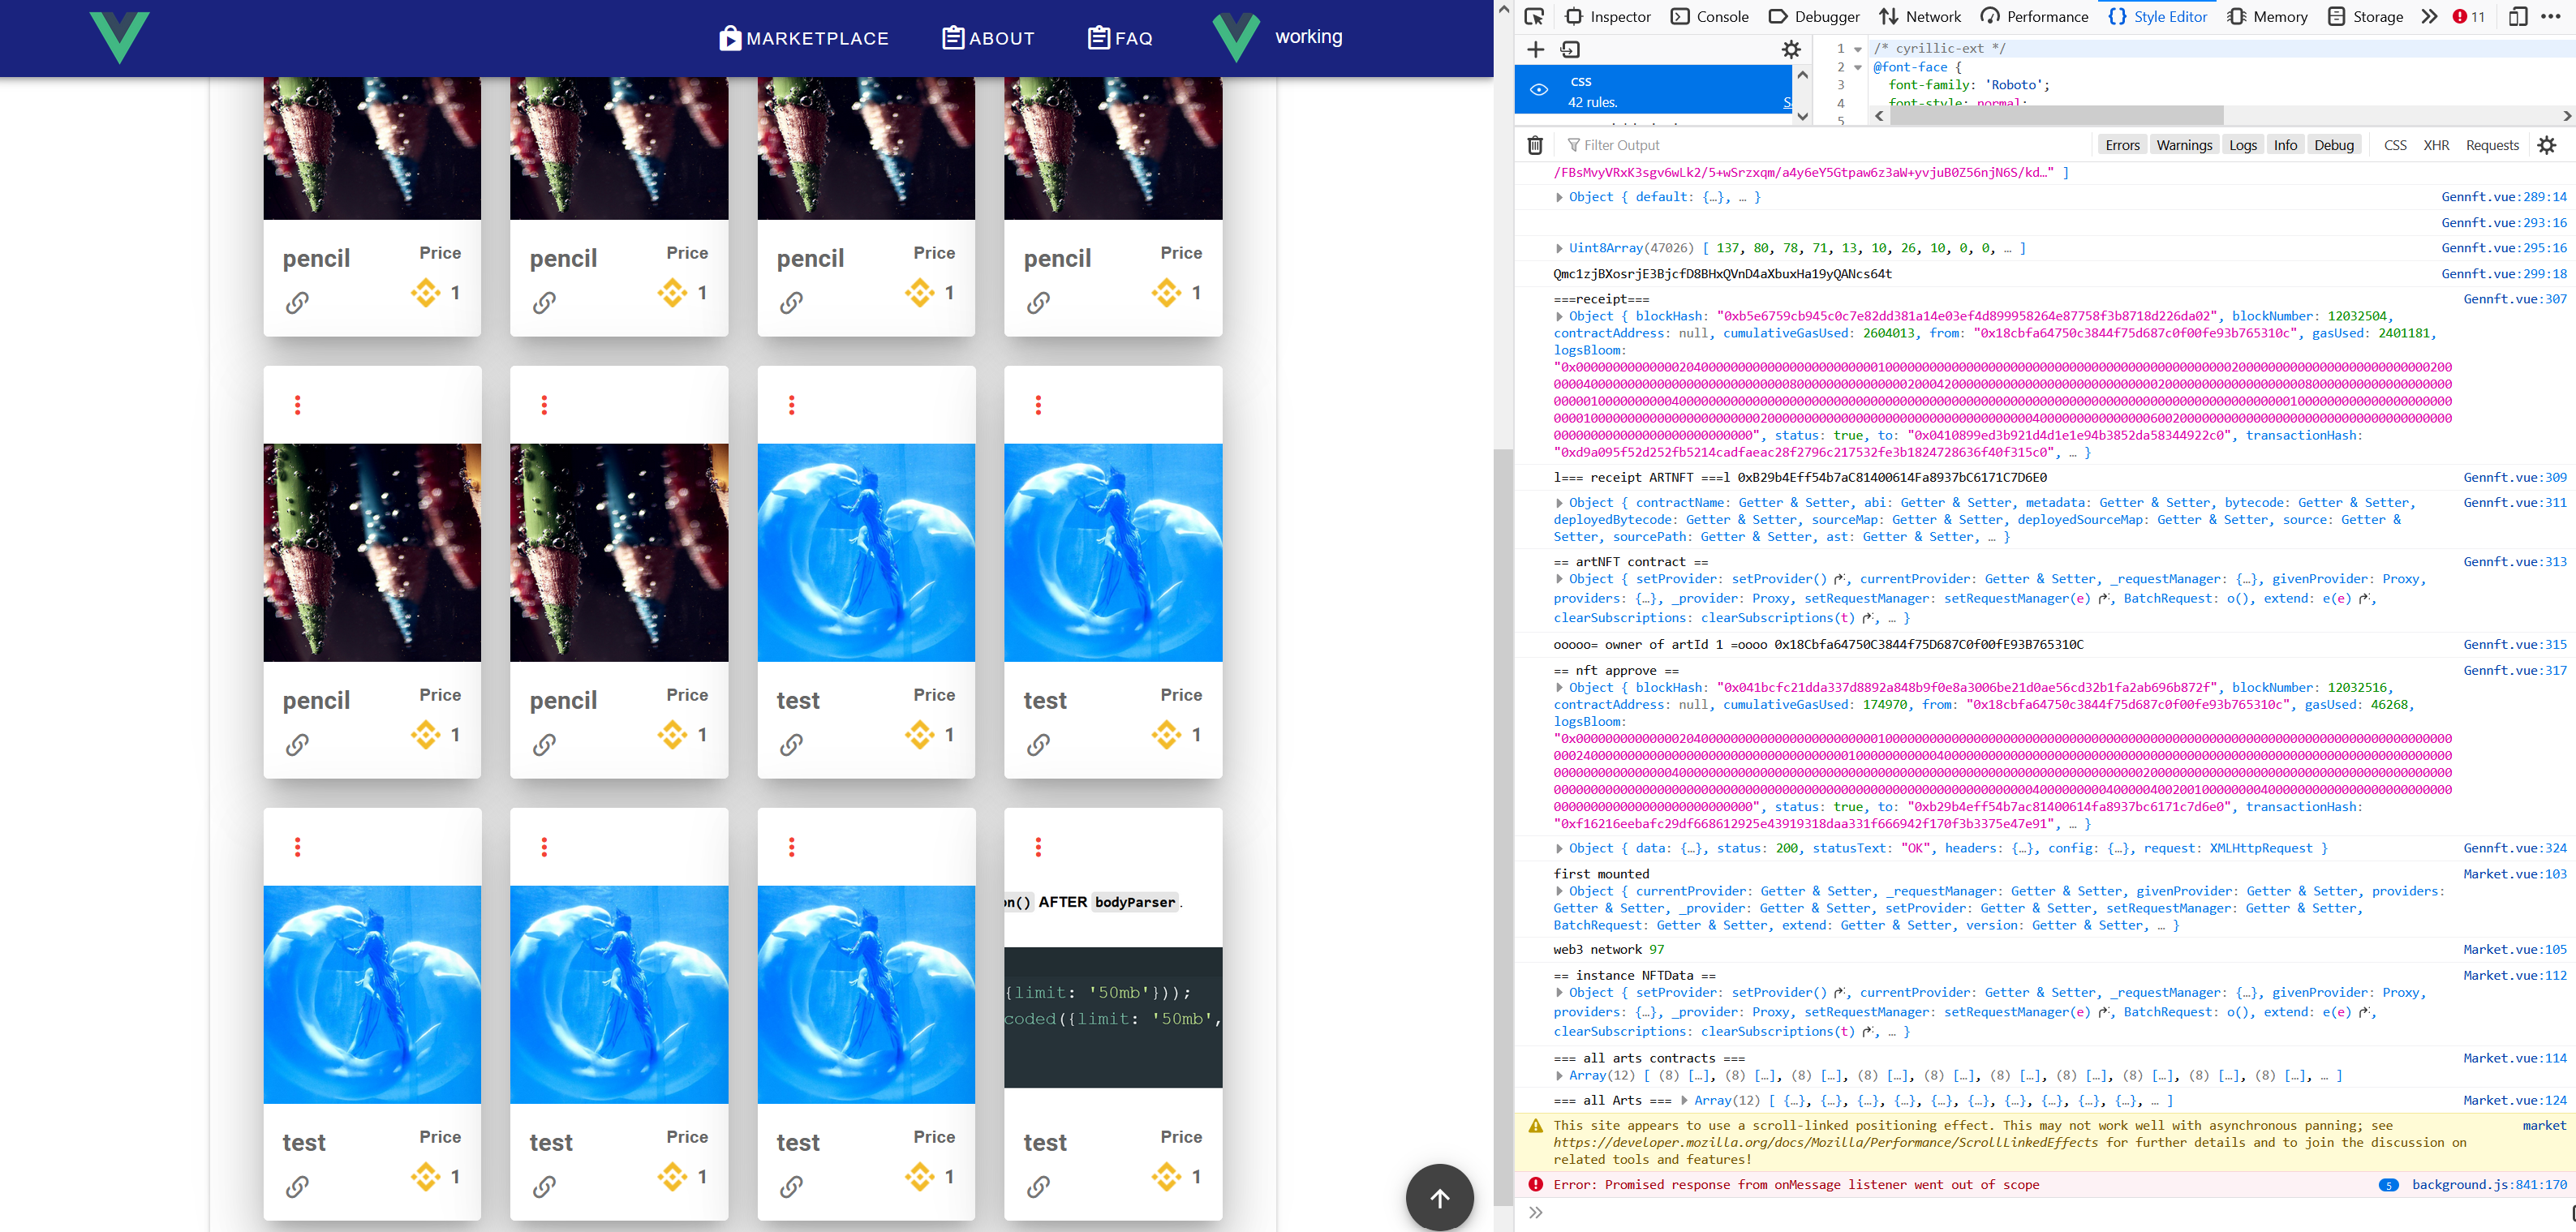 MARKETPLACE
ABOUT
FAQ
working
pencil
Price
1
pencil
Price
1
pencil
Price
1
pencil
Price
1
pencil
Price
1
pencil
Price
1
test
Price
1
test
Price
1
on() AFTER bodyParser.
{limit: '50mb'}));
coded({limit: '50mb',
test
Price
1
test
Price
1
test
Price
1
test
Price
1
Inspector
Console
Debugger
Network
Performance
Style Editor
Memory
Storage
11
css
42 rules.
1 /* cyrillic-ext */
2 @font-face {
3 font-family: 'Roboto';
4 font-style: normal;
5
Filter Output
Errors Warnings Logs Info Debug CSS XHR Requests
/FBsMvyVRxK3sgv6wLk2/5+wSrzxqm/a4y6eY5Gtpaw6z3aW+yvjuB0Z56njN6S/kd…" ]
Object { default: {…}, … } Gennft.vue:289:14
Gennft.vue:293:16
Uint8Array(47026) [ 137, 80, 78, 71, 13, 10, 26, 10, 0, 0, … ] Gennft.vue:295:16
Qmc1zjBXosrjE3BjcfD8BHxQVnD4aXbuxHa19yQANcs64t Gennft.vue:299:18
===receipt=== Gennft.vue:307
Object { blockHash: "0xb5e6759cb945c0c7e82dd381a14e03ef4d899958264e87758f3b8718d226da02", blockNumber: 12032504,
contractAddress: null, cumulativeGasUsed: 2604013, from: "0x18cbfa64750c3844f75d687c0f00fe93b765310c", gasUsed: 2401181,
logsBloom:
status: true, to: "0x0410899ed3b921d4d1e1e94b3852da58344922c0", transactionHash:
"0xd9a095f52d252fb5214cadfaeac28f2796c217532fe3b1824728636f40f315c0", … }
l=== receipt ARTNFT ===l 0xB29b4Eff54b7aC81400614Fa8937bC6171C7D6E0 Gennft.vue:309
Object { contractName: Getter & Setter, abi: Getter & Setter, metadata: Getter & Setter, bytecode: Getter & Setter, Gennft.vue:311
deployedBytecode: Getter & Setter, sourceMap: Getter & Setter, deployedSourceMap: Getter & Setter, source: Getter &
Setter, sourcePath: Getter & Setter, ast: Getter & Setter, … }
== artNFT contract == Gennft.vue:313
Object { setProvider: setProvider(), currentProvider: Getter & Setter, _requestManager: {…}, givenProvider: Proxy,
providers: {…}, _provider: Proxy, setRequestManager: setRequestManager(e), BatchRequest: o(), extend: e(e),
clearSubscriptions: clearSubscriptions(t), … }
ooooo= owner of artId 1 =oooo 0x18Cbfa64750C3844f75D687C0f00fE93B765310C Gennft.vue:315
== nft approve == Gennft.vue:317
Object { blockHash: "0x041bcfc21dda337d8892a848b9f0e8a3006be21d0ae56cd32b1fa2ab696b872f", blockNumber: 12032516,
contractAddress: null, cumulativeGasUsed: 174970, from: "0x18cbfa64750c3844f75d687c0f00fe93b765310c", gasUsed: 46268,
logsBloom:
status: true, to: "0xb29b4eff54b7ac81400614fa8937bc6171c7d6e0", transactionHash:
"0xf16216eebafc29df668612925e43919318daa331f666942f170f3b3375e47e91", … }
Object { data: {…}, status: 200, statusText: "OK", headers: {…}, config: {…}, request: XMLHttpRequest } Gennft.vue:324
first mounted Market.vue:103
Object { currentProvider: Getter & Setter, _requestManager: Getter & Setter, givenProvider: Getter & Setter, providers:
Getter & Setter, _provider: Getter & Setter, setProvider: Getter & Setter, setRequestManager: Getter & Setter,
BatchRequest: Getter & Setter, extend: Getter & Setter, version: Getter & Setter, … }
web3 network 97 Market.vue:105
== instance NFTData == Market.vue:112
Object { setProvider: setProvider(), currentProvider: Getter & Setter, _requestManager: {…}, givenProvider: Proxy,
providers: {…}, _provider: Proxy, setRequestManager: setRequestManager(e), BatchRequest: o(), extend: e(e),
clearSubscriptions: clearSubscriptions(t), … }
=== all arts contracts === Market.vue:114
Array(12) [ (8) […], (8) […], (8) […], (8) […], (8) […], (8) […], (8) […], (8) […], (8) […], (8) […], … ]
=== all Arts === Array(12) [ {…}, {…}, {…}, {…}, {…}, {…}, {…}, {…}, {…}, {…}, … ] Market.vue:124
This site appears to use a scroll-linked positioning effect. This may not work well with asynchronous panning; see market
https://developer.mozilla.org/docs/Mozilla/Performance/ScrollLinkedEffects for further details and to join the discussion on
related tools and features!
Error: Promised response from onMessage listener went out of scope 5 background.js:841:170